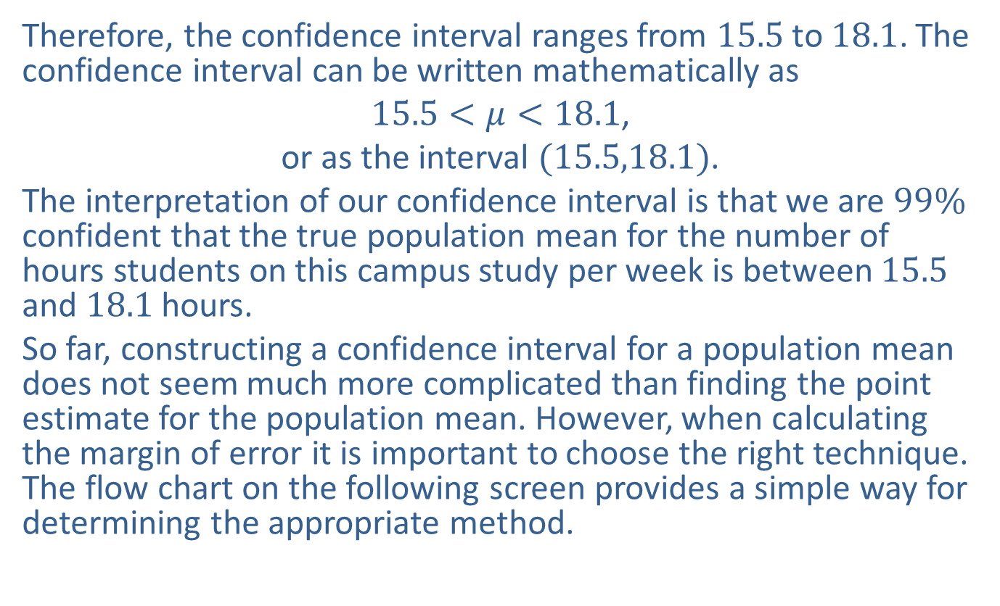 Therefore, the confidence interval ranges from 15.5 to 18.1. The
confidence interval can be written mathematically as
15.5 < μ < 18.1,
or as the interval (15.5,18.1).
The interpretation of our confidence interval is that we are 99%
confident that the true population mean for the number of
hours students on this campus study per week is between 15.5
and 18.1 hours.
So far, constructing a confidence interval for a population mean
does not seem much more complicated than finding the point
estimate for the population mean. However, when calculating
the margin of error it is important to choose the right technique.
The flow chart on the following screen provides a simple way for
determining the appropriate method.